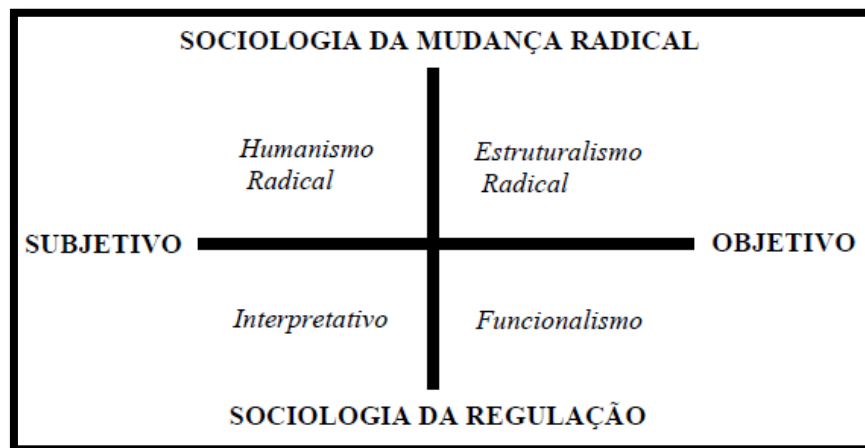 SOCIOLOGIA DA MUDANÇA RADICAL
Humanismo
Radical
Estruturalismo
Radical
SUBJETIVO
OBJETIVO
Interpretativo
Funcionalismo
SOCIOLOGIA DA REGULAÇÃO